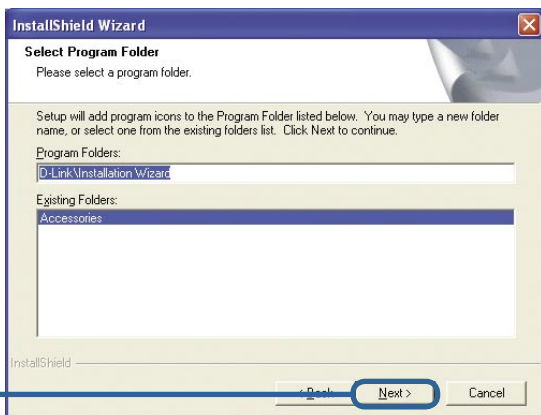 InstallShield Wizard
Select Program Folder
Please select a program folder.
Setup will add program icons to the Program Folder listed below. You may type a new folder
name, or select one from the existing folders list. Click Next to continue.
Program Folders:
D-Link\Installation Wizard
Existing Folders:
Accessories
InstallShield
< Back Next > Cancel